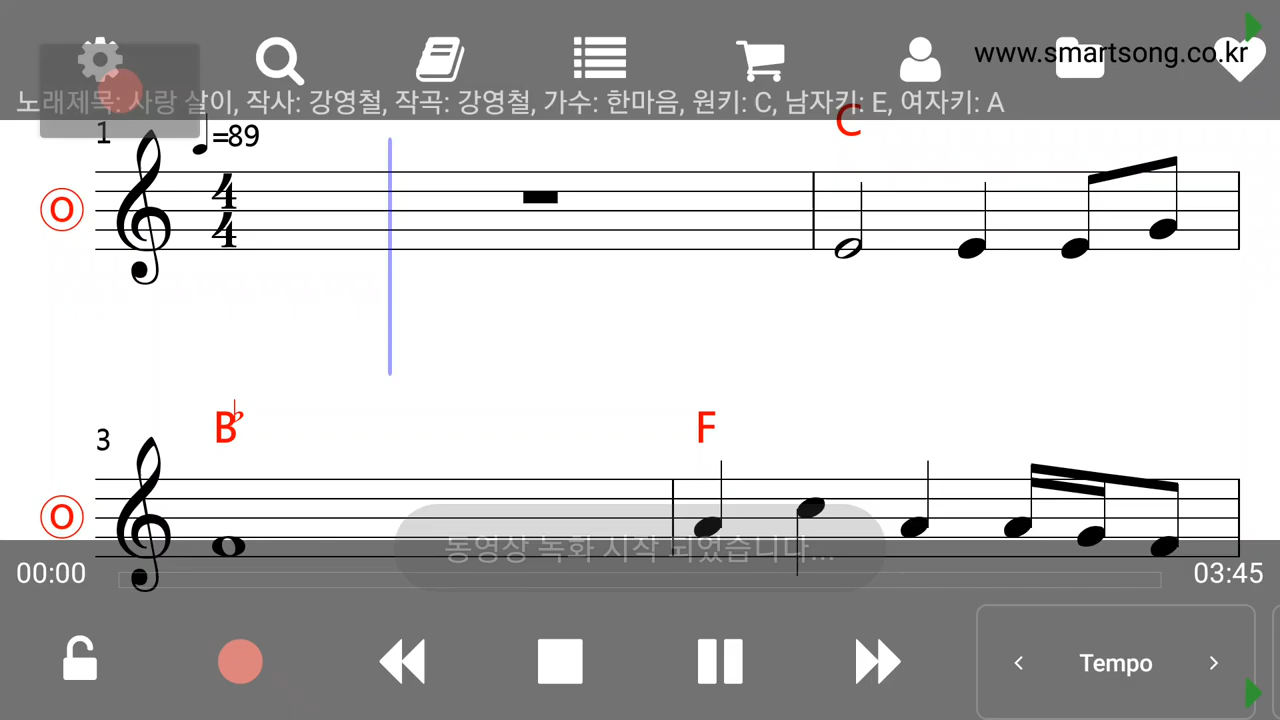 www.smartsong.co.kr
노래제목: 사랑 살이, 작사: 강영철, 작곡: 강영철, 가수: 한마음, 원키: C, 남자키: E, 여자키: A
1 =89 C
4
4
O
3 B♭ F
O
동영상 녹화 시작 되었습니다...
00:00 03:45
< Tempo >